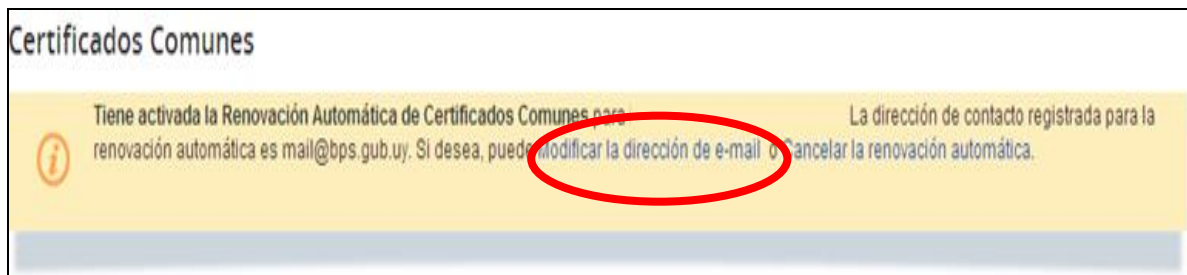 Certificados Comunes
Tiene activada la Renovación Automática de Certificados Comunes para La dirección de contacto registrada para la
renovación automática es mail@bps.gub.uy. Si desea, puede modificar la dirección de e-mail o Cancelar la renovación automática.